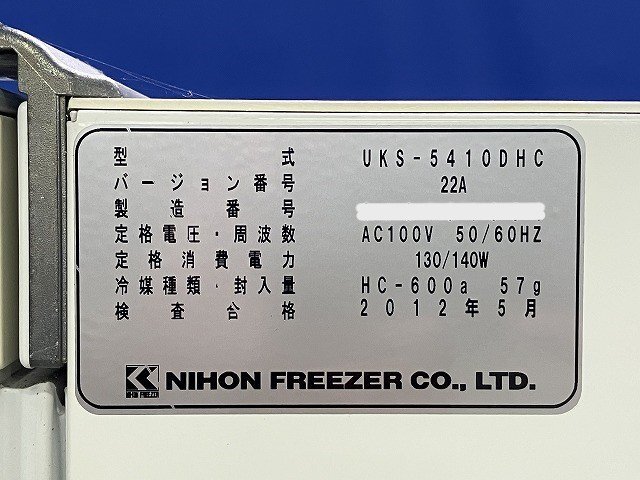 型式 UKS-5410DHC
バージョン番号 22A
製造番号
定格電圧・周波数 AC100V 50/60HZ
定格消費電力 130/140W
冷媒種類・封入量 HC-600a 57g
検査合格 2012年5月
NIHON FREEZER CO., LTD.